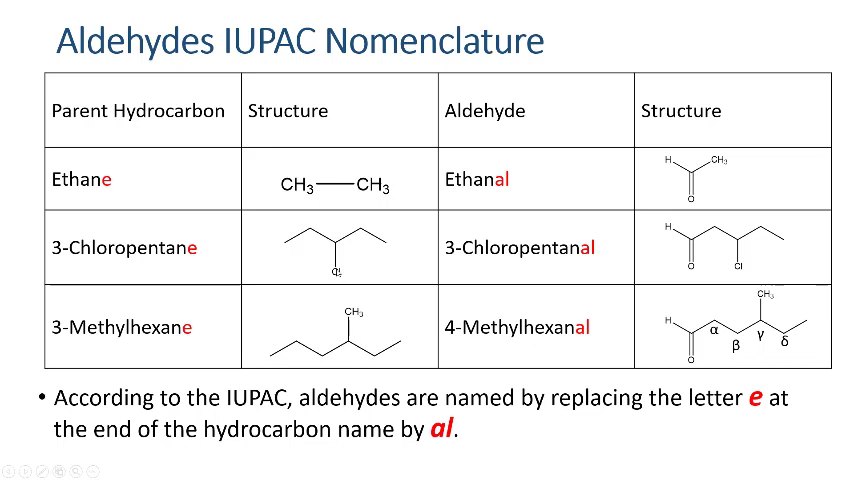 Aldehydes IUPAC Nomenclature
Parent Hydrocarbon Structure Aldehyde Structure
Ethane CH₃ CH₃ Ethanal H CH₃ O
3-Chloropentane 3-Chloropentanal H O Cl
3-Methylhexane CH₃ 4-Methylhexanal CH₃ H α β γ δ O
• According to the IUPAC, aldehydes are named by replacing the letter e at
the end of the hydrocarbon name by al.